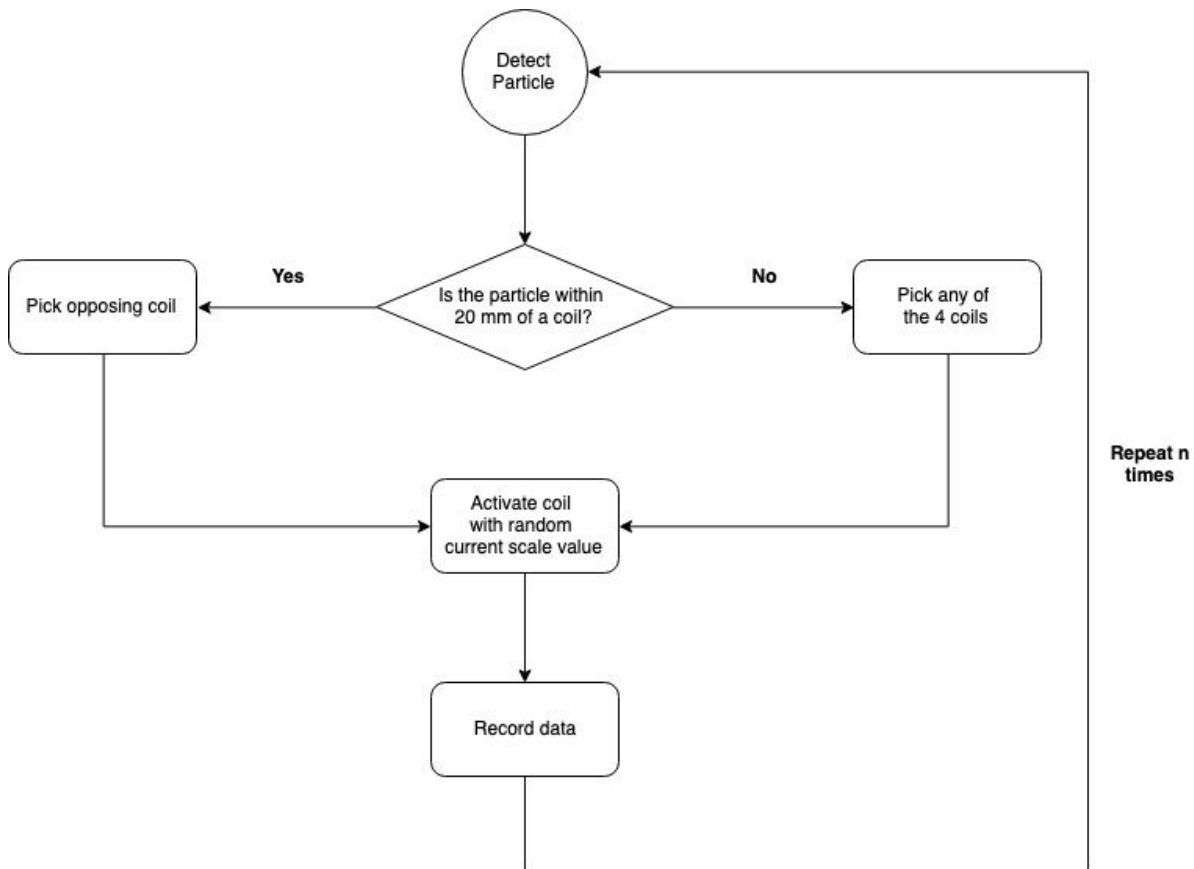 Detect
Particle
Yes
No
Pick opposing coil
Is the particle within
20 mm of a coil?
Pick any of
the 4 coils
Repeat n
times
Activate coil
with random
current scale value
Record data